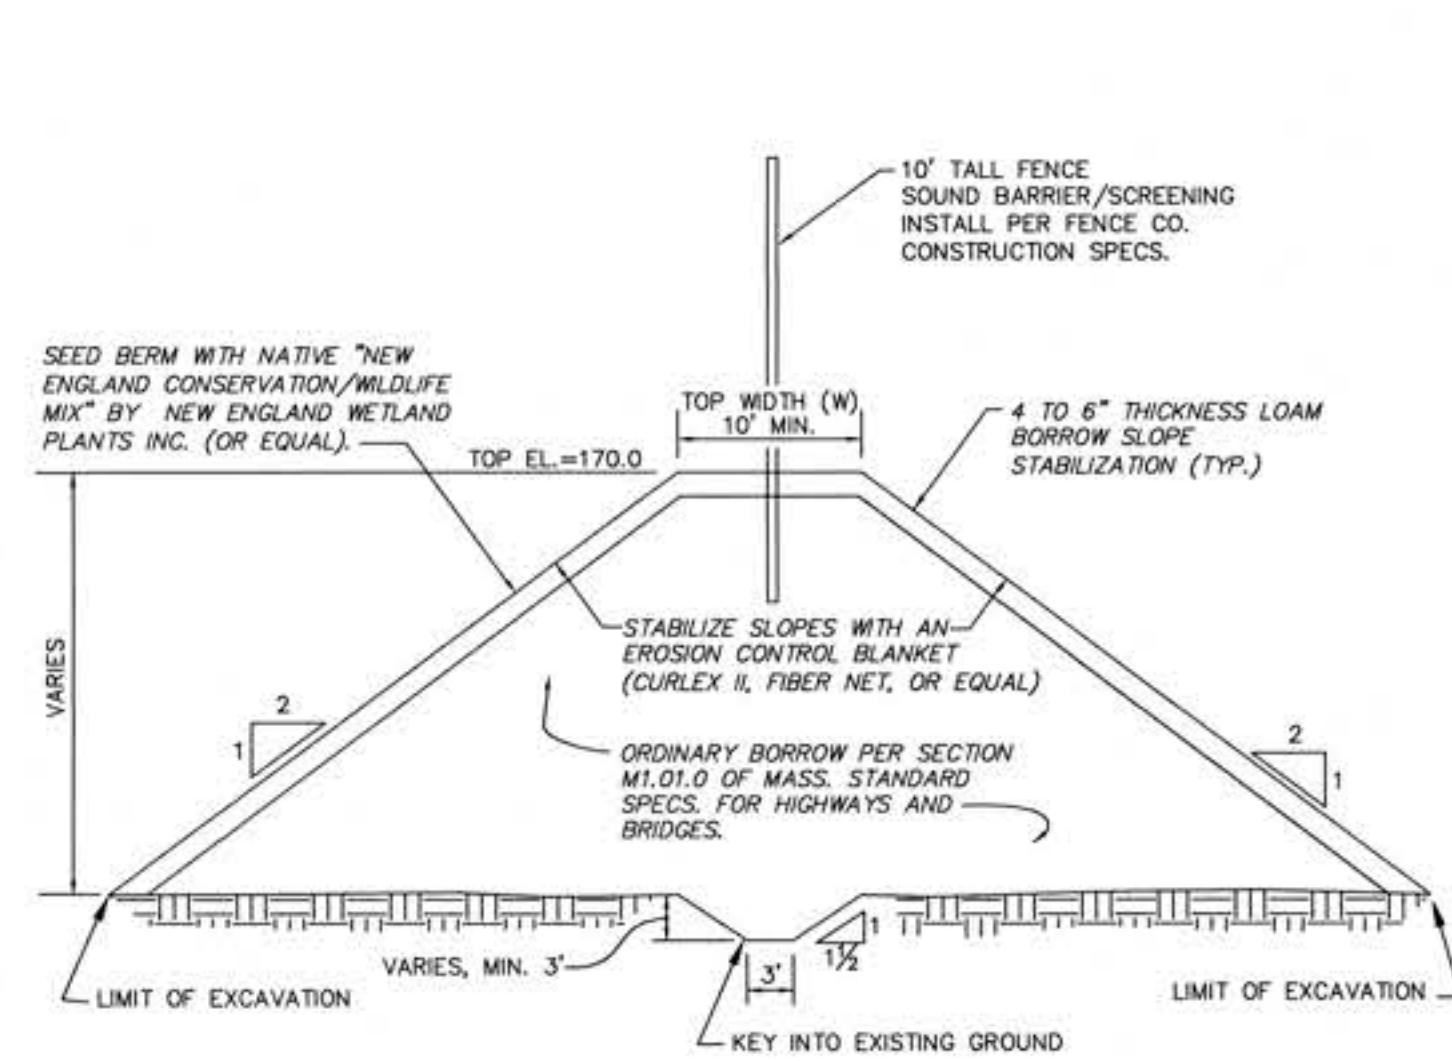 10' TALL FENCE
SOUND BARRIER/SCREENING
INSTALL PER FENCE CO.
CONSTRUCTION SPECS.
SEED BERM WITH NATIVE "NEW
ENGLAND CONSERVATION/WILDLIFE
MIX" BY NEW ENGLAND WETLAND
PLANTS INC. (OR EQUAL).
TOP WIDTH (W)
10' MIN.
4 TO 6" THICKNESS LOAM
BORROW SLOPE
STABILIZATION (TYP.)
TOP EL.=170.0
VARIES
STABILIZE SLOPES WITH AN
EROSION CONTROL BLANKET
(CURLEX II, FIBER NET, OR EQUAL)
2
1
ORDINARY BORROW PER SECTION
M1.01.0 OF MASS. STANDARD
SPECS. FOR HIGHWAYS AND
BRIDGES.
2
1
1
1½
VARIES, MIN. 3'
3'
LIMIT OF EXCAVATION
LIMIT OF EXCAVATION
KEY INTO EXISTING GROUND